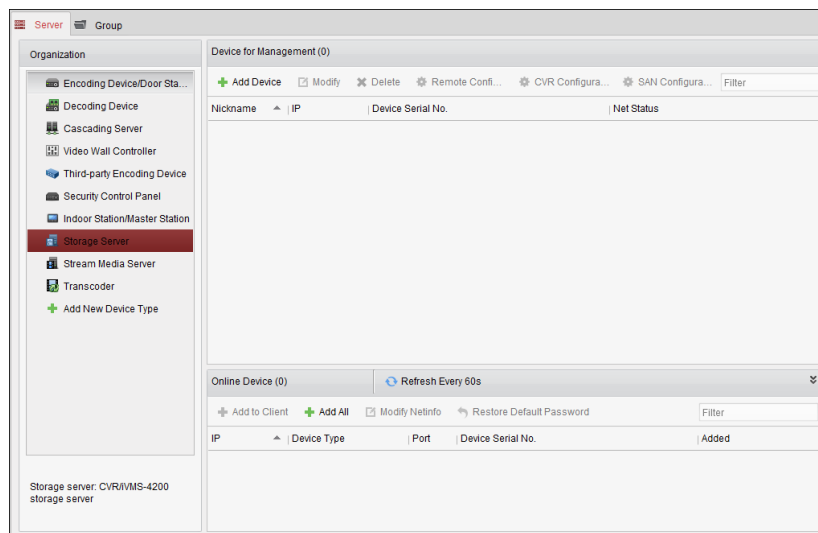 Server Group
Organization
Encoding Device/Door Sta...
Decoding Device
Cascading Server
Video Wall Controller
Third-party Encoding Device
Security Control Panel
Indoor Station/Master Station
Storage Server
Stream Media Server
Transcoder
Add New Device Type
Storage server: CVR/iVMS-4200
storage server
Device for Management (0)
Add Device Modify Delete Remote Confi... CVR Configura... SAN Configura... Filter
Nickname IP Device Serial No. Net Status
Online Device (0) Refresh Every 60s
Add to Client Add All Modify Netinfo Restore Default Password Filter
IP Device Type Port Device Serial No. Added